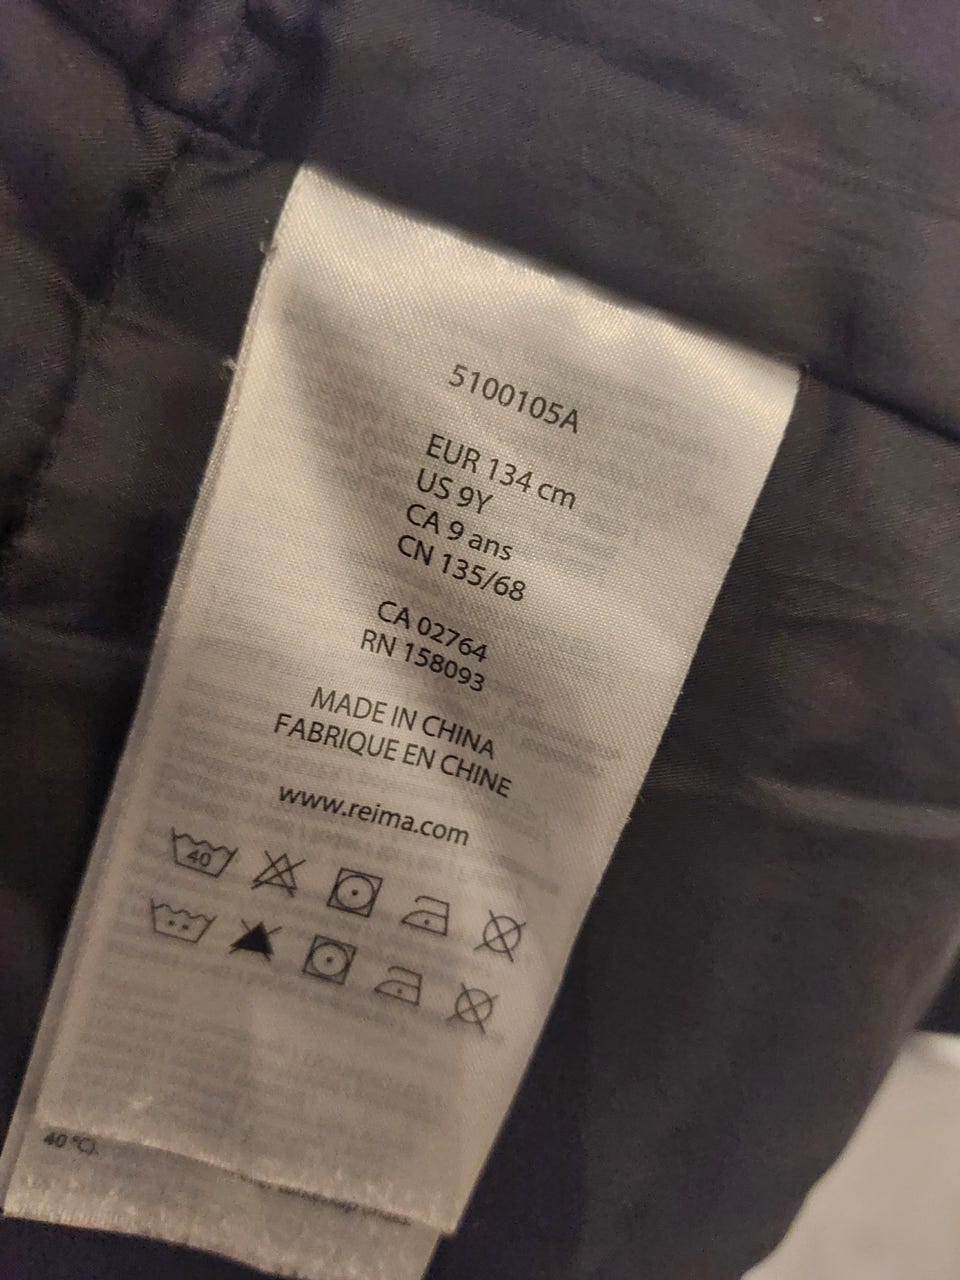 5100105A
EUR 134 cm
US 9Y
CA 9 ans
CN 135/68
CA 02764
RN 158093
MADE IN CHINA
FABRIQUE EN CHINE
www.reima.com
40
40 °C).